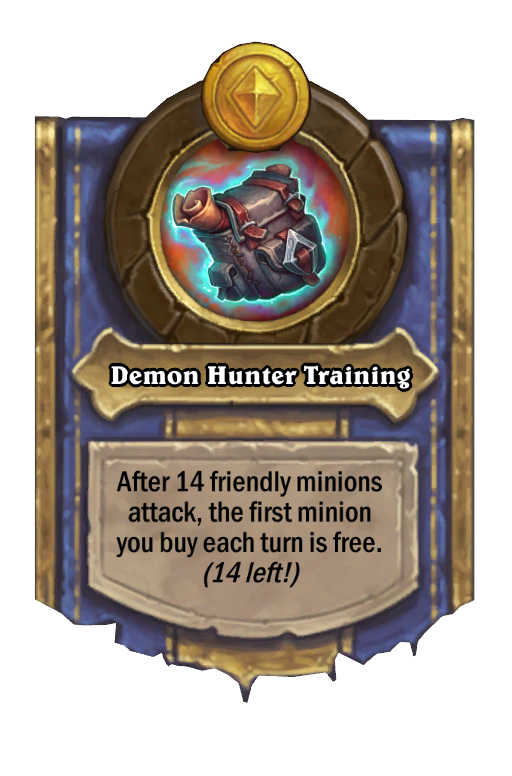 Demon Hunter Training
After 14 friendly minions
attack, the first minion
you buy each turn is free.
(14 left!)